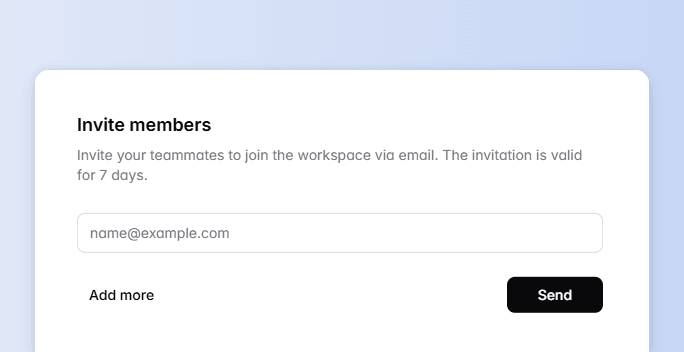 Invite members
Invite your teammates to join the workspace via email. The invitation is valid
for 7 days.
name@example.com
Add more
Send